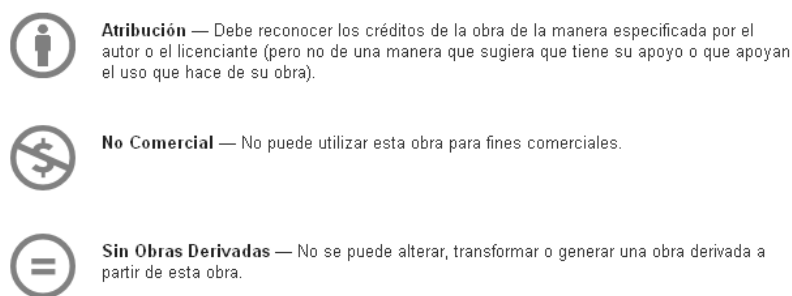 Atribución — Debe reconocer los créditos de la obra de la manera especificada por el
autor o el licenciante (pero no de una manera que sugiera que tiene su apoyo o que apoyan
el uso que hace de su obra).
No Comercial — No puede utilizar esta obra para fines comerciales.
Sin Obras Derivadas — No se puede alterar, transformar o generar una obra derivada a
partir de esta obra.